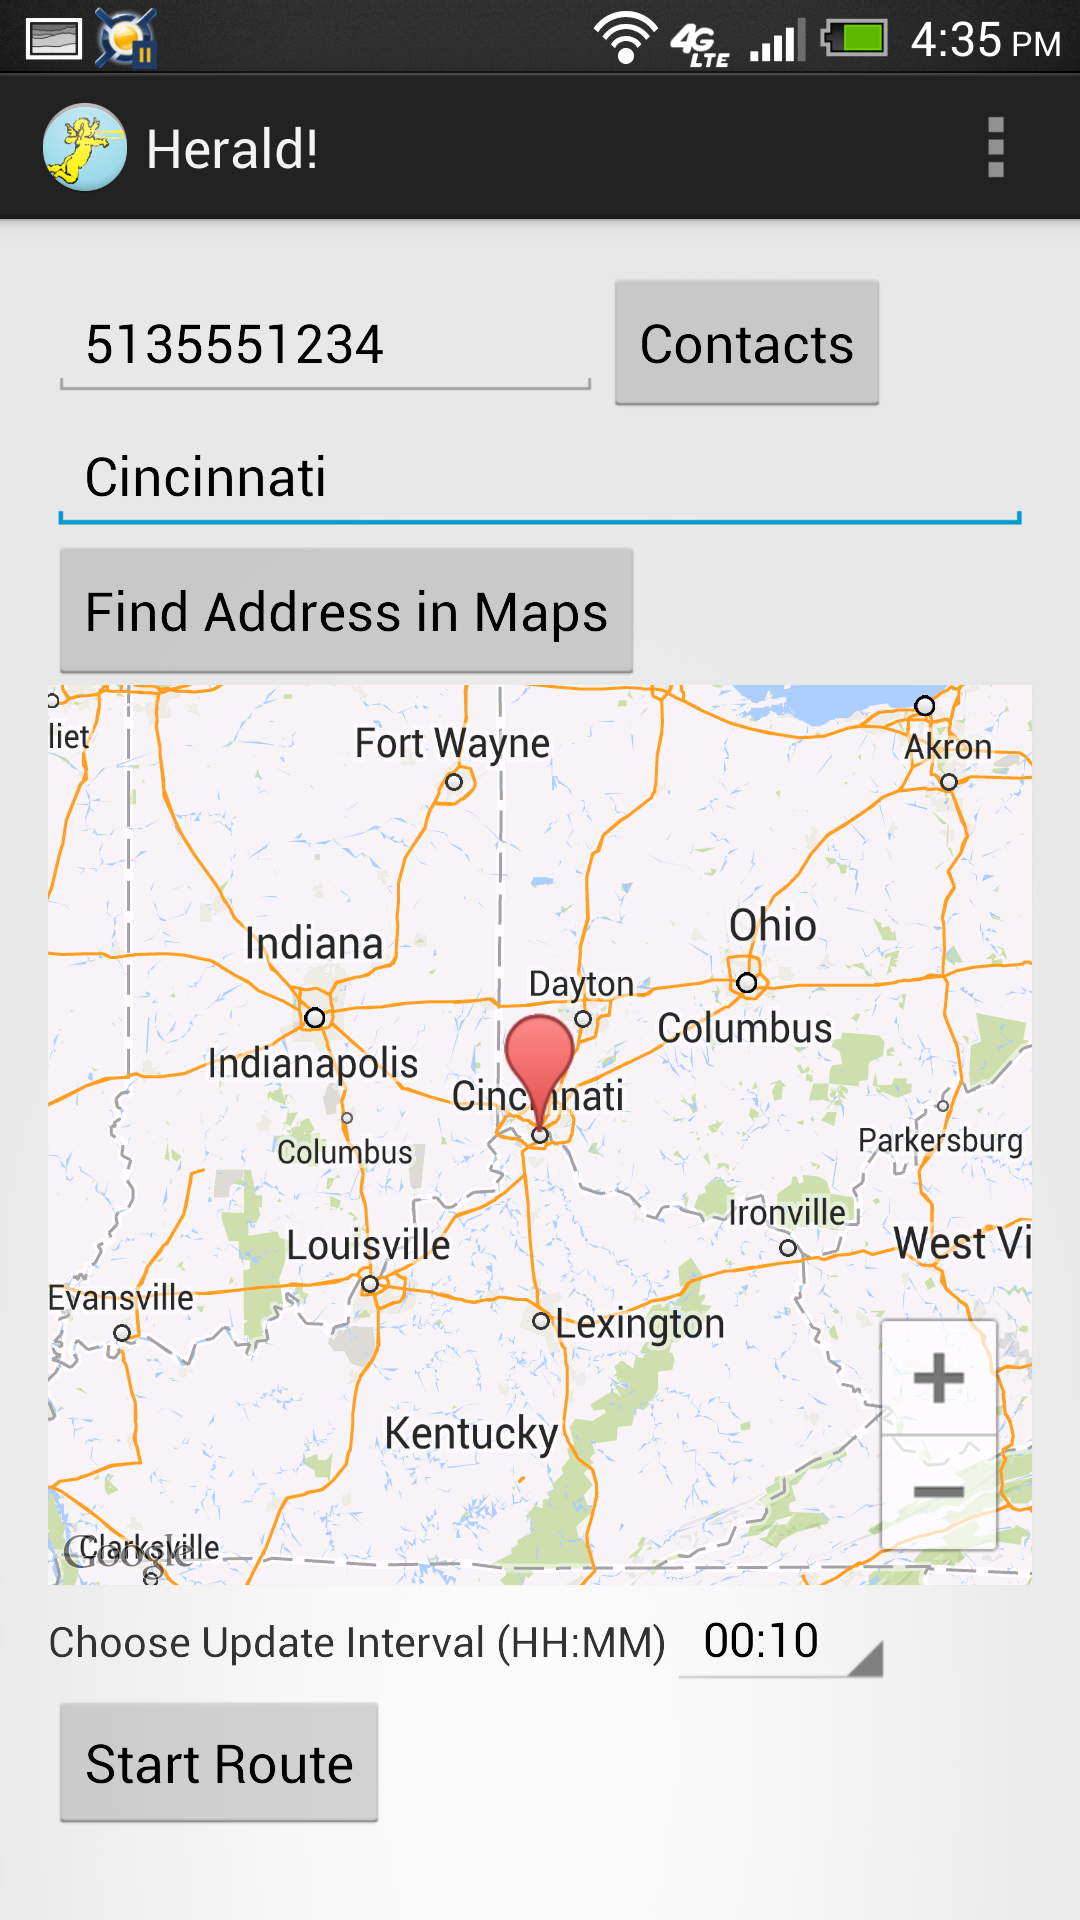 4G LTE 4:35 PM
Herald!
5135551234 Contacts
Cincinnati
Find Address in Maps
liet
Fort Wayne
Akron
Ohio
Indiana
Dayton
Columbus
Indianapolis
Cincinnati
Parkersburg
Columbus
Ironville
Louisville
West Vi
Evansville
Lexington
+
Kentucky
−
Clarksville
Google
Choose Update Interval (HH:MM) 00:10
Start Route